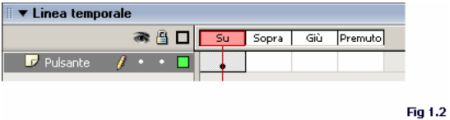 Linea temporale
Su Sopra Giù Premuto
Pulsante
Fig 1.2